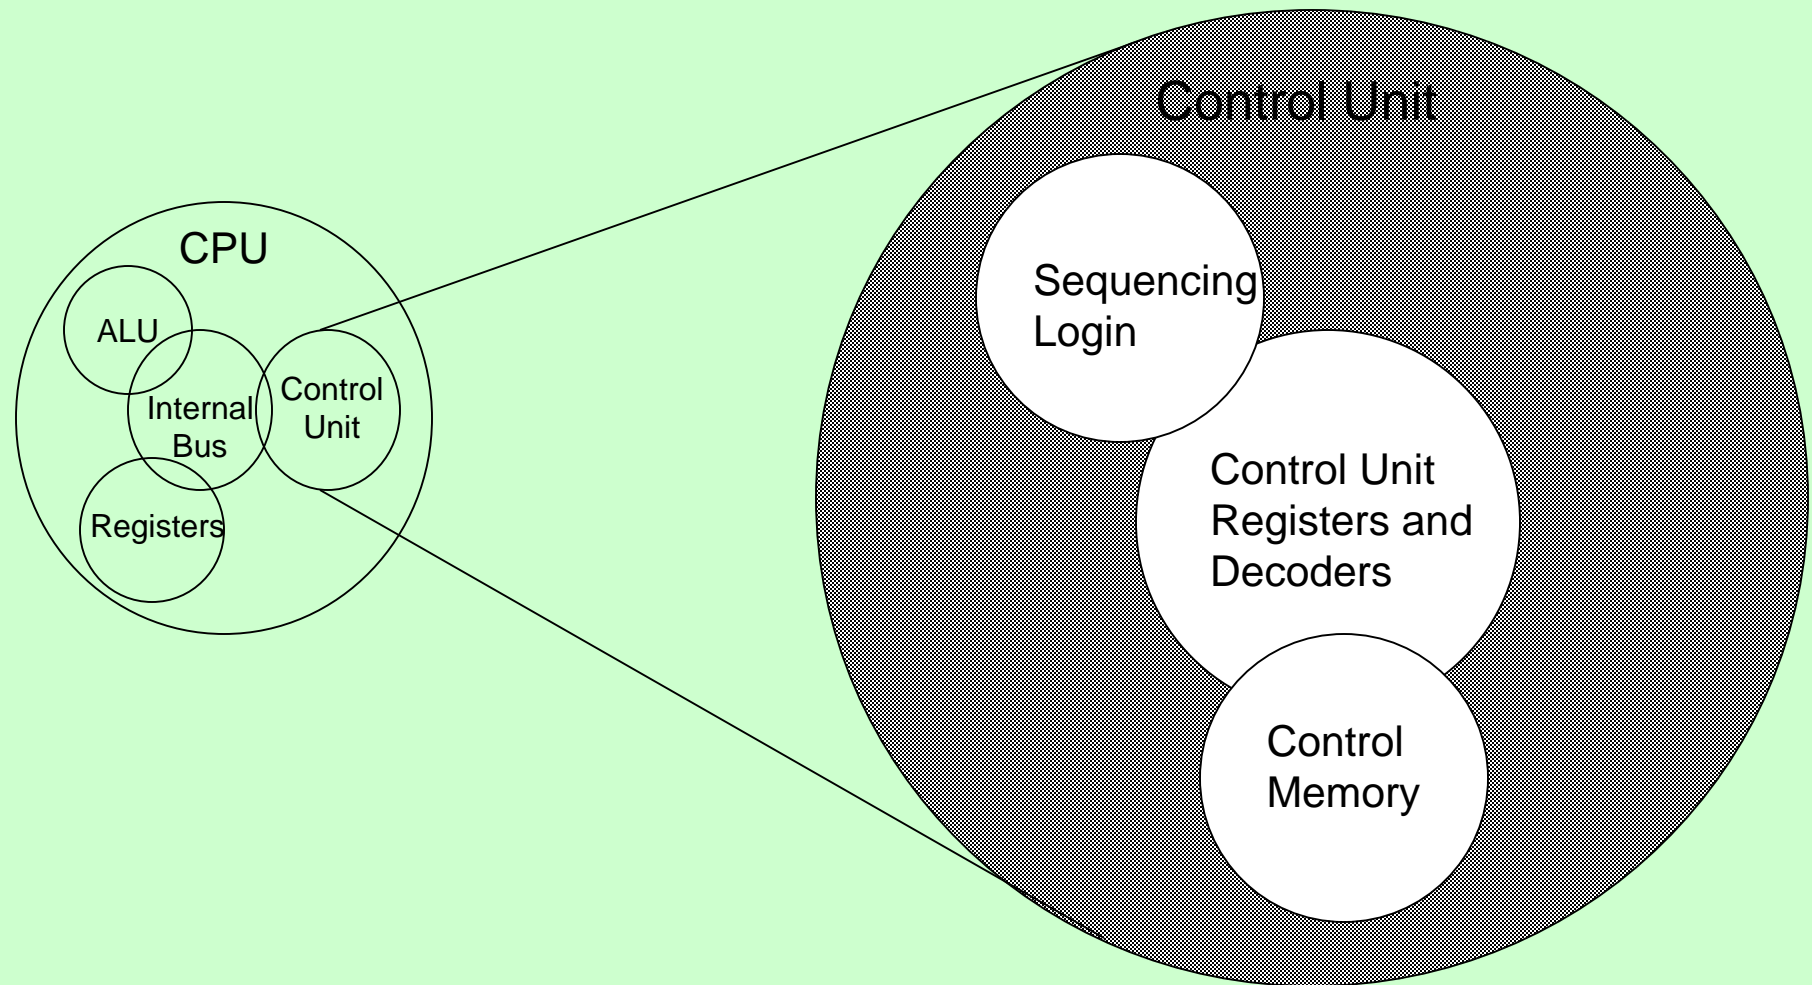 CPU
ALU
Internal
Bus
Control
Unit
Registers
Control Unit
Sequencing
Login
Control Unit
Registers and
Decoders
Control
Memory